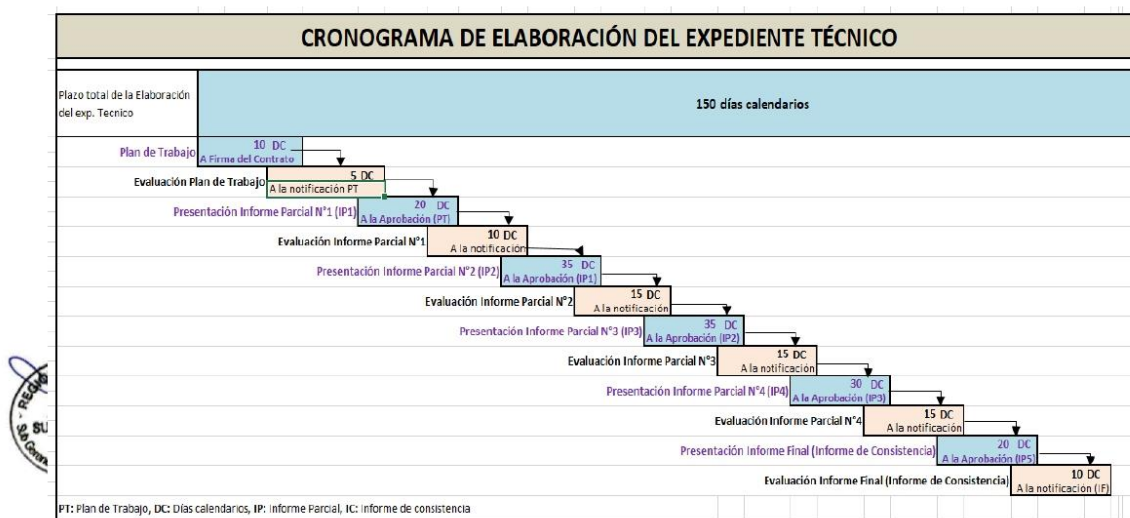 CRONOGRAMA DE ELABORACIÓN DEL EXPEDIENTE TÉCNICO
Plazo total de la Elaboración
del exp. Tecnico
150 días calendarios
Plan de Trabajo
10 DC
A Firma del Contrato
Evaluación Plan de Trabajo
5 DC
A la notificación PT
Presentación Informe Parcial N°1 (IP1)
20 DC
A la Aprobación (PT)
Evaluación Informe Parcial N°1
10 DC
A la notificación
Presentación Informe Parcial N°2 (IP2)
35 DC
A la Aprobación (IP1)
Evaluación Informe Parcial N°2
15 DC
A la notificación
Presentación Informe Parcial N°3 (IP3)
35 DC
A la Aprobación (IP2)
Evaluación Informe Parcial N°3
15 DC
A la notificación
Presentación Informe Parcial N°4 (IP4)
30 DC
A la Aprobación (IP3)
Evaluación Informe Parcial N°4
15 DC
A la notificación
Presentación Informe Final (Informe de Consistencia)
20 DC
A la Aprobación (IP5)
Evaluación Informe Final (Informe de Consistencia)
10 DC
A la notificación (IF)
PT: Plan de Trabajo, DC: Días calendarios, IP: Informe Parcial, IC: Informe de consistencia